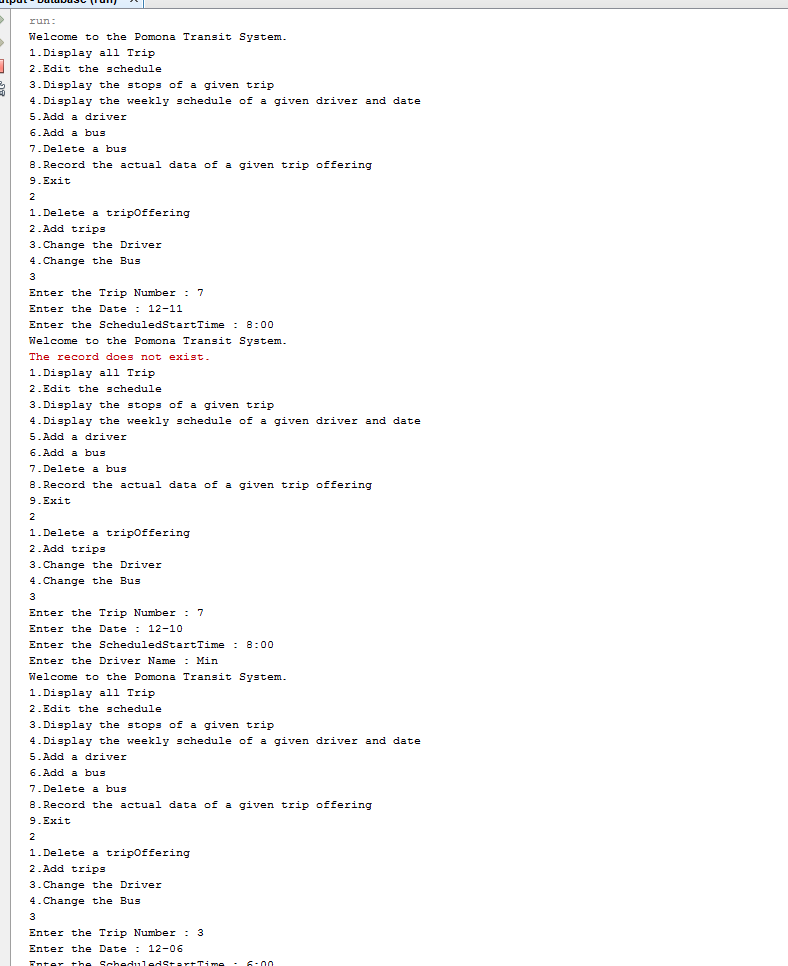 utput - Database (run)
run:
Welcome to the Pomona Transit System.
1.Display all Trip
2.Edit the schedule
3.Display the stops of a given trip
4.Display the weekly schedule of a given driver and date
5.Add a driver
6.Add a bus
7.Delete a bus
8.Record the actual data of a given trip offering
9.Exit
2
1.Delete a tripOffering
2.Add trips
3.Change the Driver
4.Change the Bus
3
Enter the Trip Number : 7
Enter the Date : 12-11
Enter the ScheduledStartTime : 8:00
Welcome to the Pomona Transit System.
The record does not exist.
1.Display all Trip
2.Edit the schedule
3.Display the stops of a given trip
4.Display the weekly schedule of a given driver and date
5.Add a driver
6.Add a bus
7.Delete a bus
8.Record the actual data of a given trip offering
9.Exit
2
1.Delete a tripOffering
2.Add trips
3.Change the Driver
4.Change the Bus
3
Enter the Trip Number : 7
Enter the Date : 12-10
Enter the ScheduledStartTime : 8:00
Enter the Driver Name : Min
Welcome to the Pomona Transit System.
1.Display all Trip
2.Edit the schedule
3.Display the stops of a given trip
4.Display the weekly schedule of a given driver and date
5.Add a driver
6.Add a bus
7.Delete a bus
8.Record the actual data of a given trip offering
9.Exit
2
1.Delete a tripOffering
2.Add trips
3.Change the Driver
4.Change the Bus
3
Enter the Trip Number : 3
Enter the Date : 12-06
Enter the ScheduledStartTime : 6:00